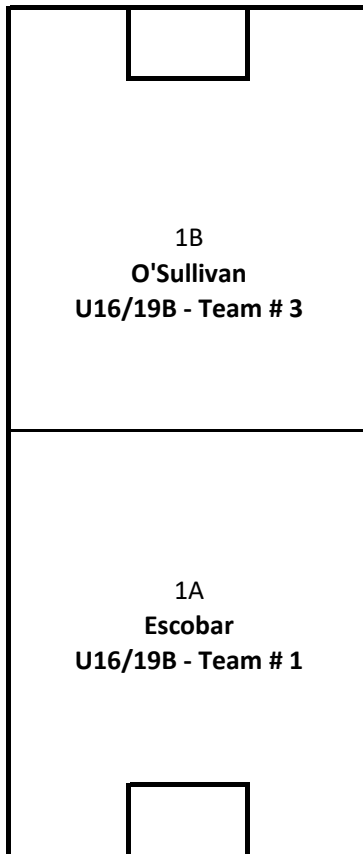 1B
O'Sullivan
U16/19B - Team # 3
1A
Escobar
U16/19B - Team # 1